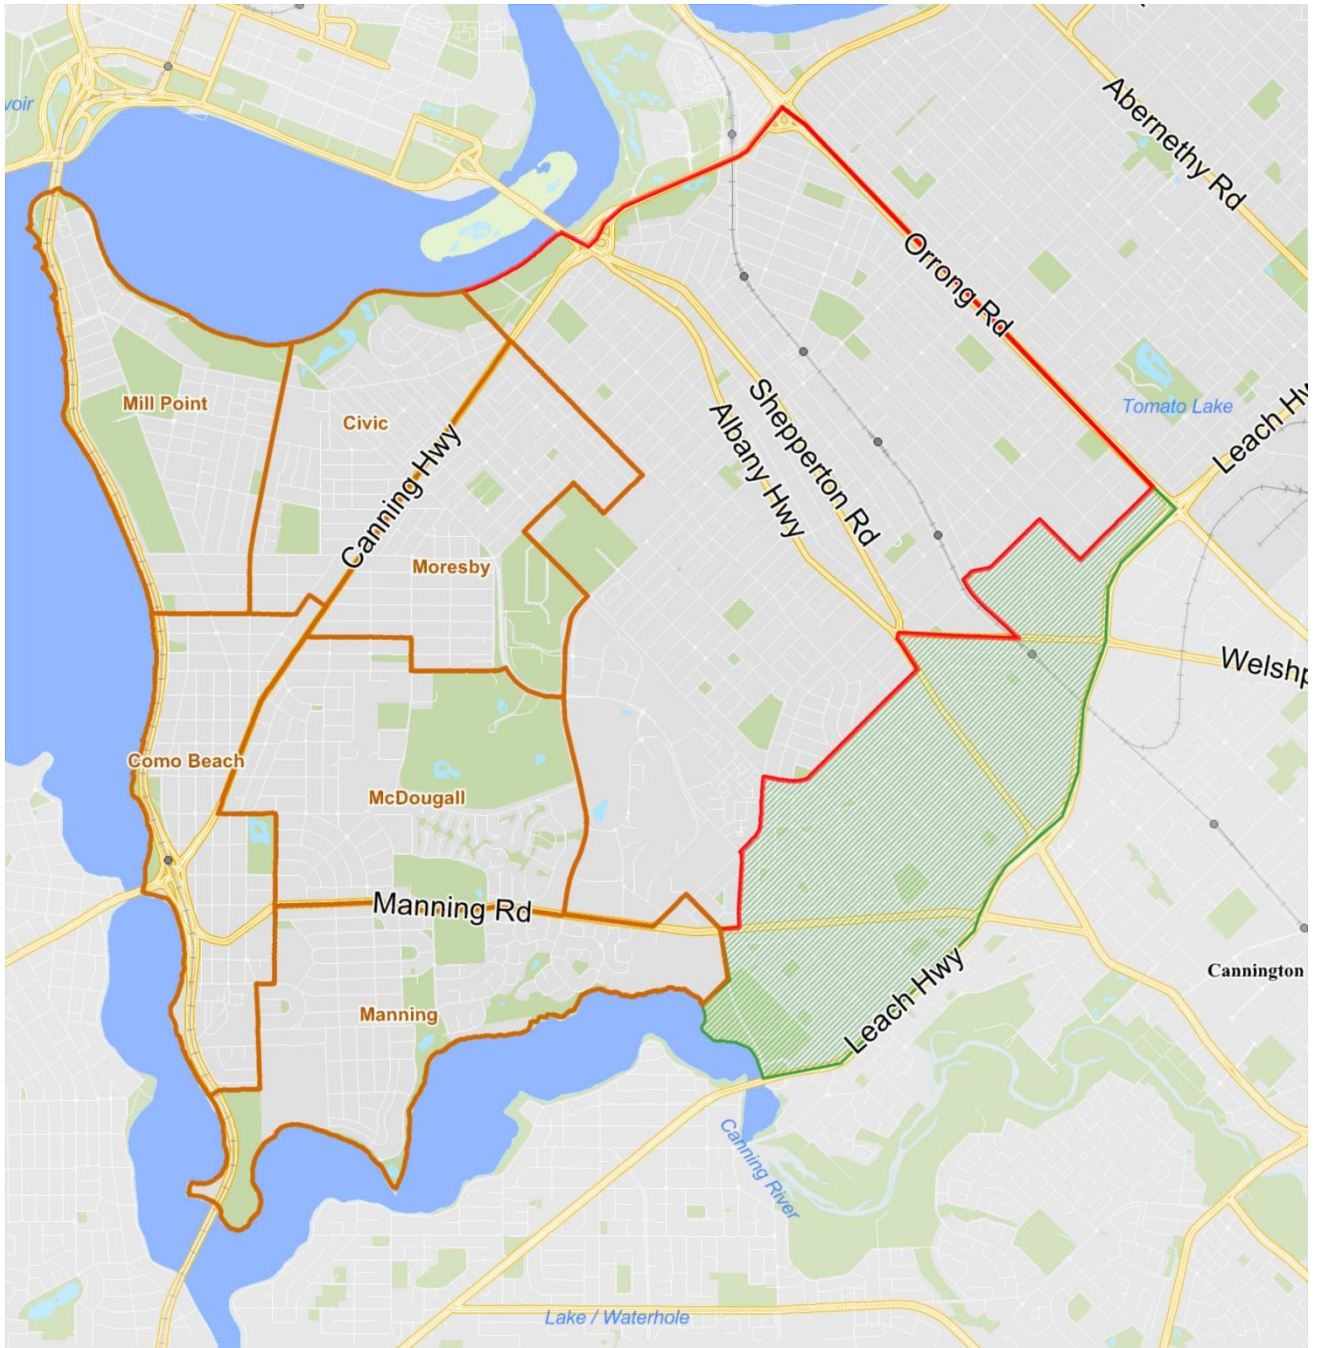 voir
Abernethy Rd
Orrong Rd
Tomato Lake
Leach Hw
Mill Point
Civic
Canning Hwy
Shepperton Rd
Albany Hwy
Moresby
Welshp
Como Beach
McDougall
Manning Rd
Cannington
Manning
Leach Hwy
Canning River
Lake / Waterhole